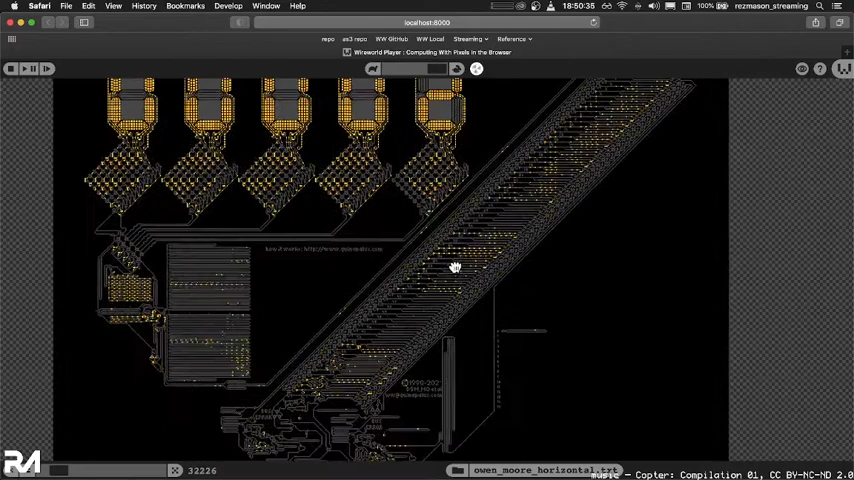 Safari File Edit View History Bookmarks Develop Window Help 18:50:35 100% rezmason_streaming
localhost:8000
repo as3 repo WW GitHub WW Local Streaming Reference
Wireworld Player : Computing With Pixels in the Browser
32226
owen_moore_horizontal.txt
music - Copter: Compilation 01, CC BY-NC-ND 2.0